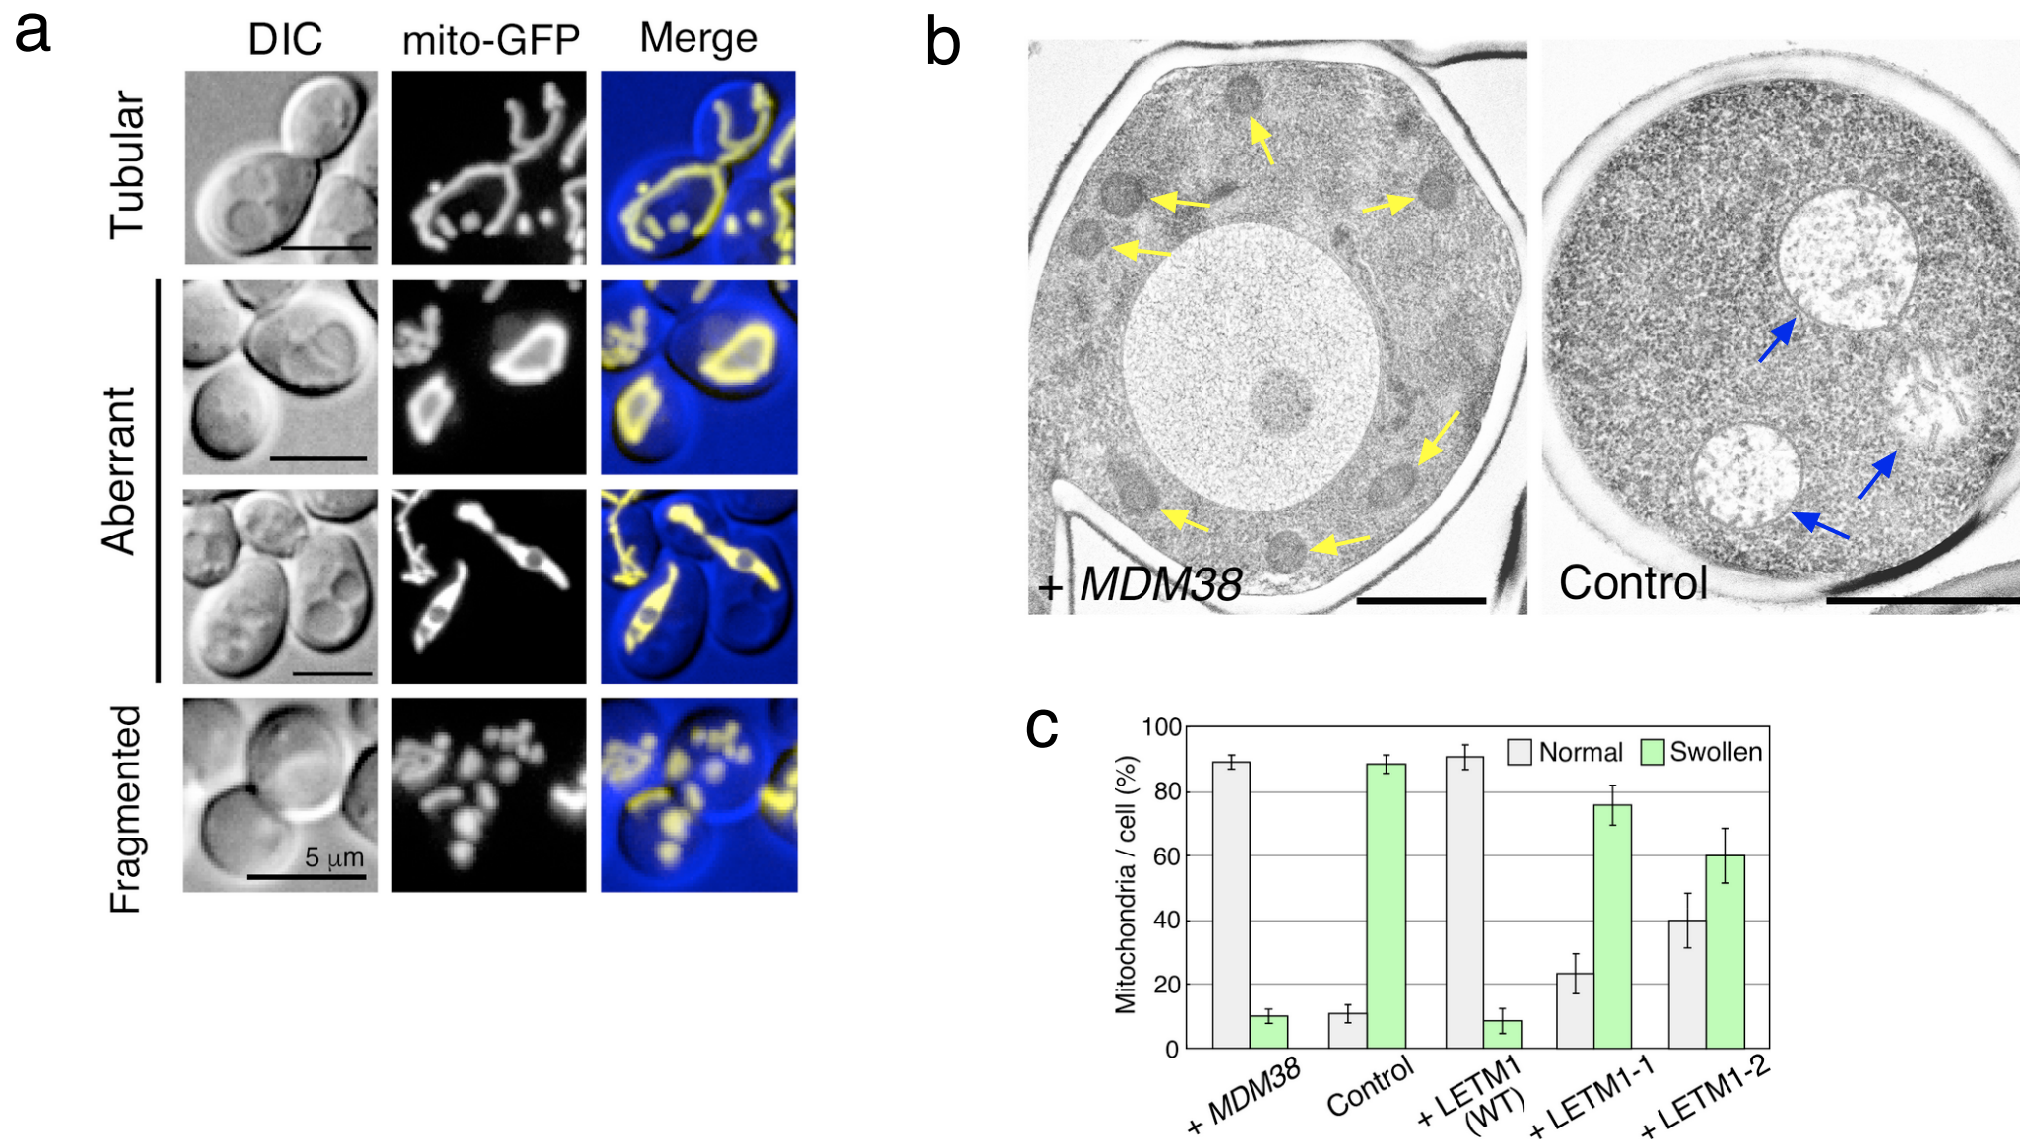 a
DIC mito-GFP Merge
Tubular
Aberrant
Fragmented
5 μm
b
+ MDM38
Control
c
100
80
60
40
20
0
Mitochondria / cell (%)
Normal Swollen
+ MDM38
Control
+ LETM1
(WT)
+ LETM1-1
+ LETM1-2